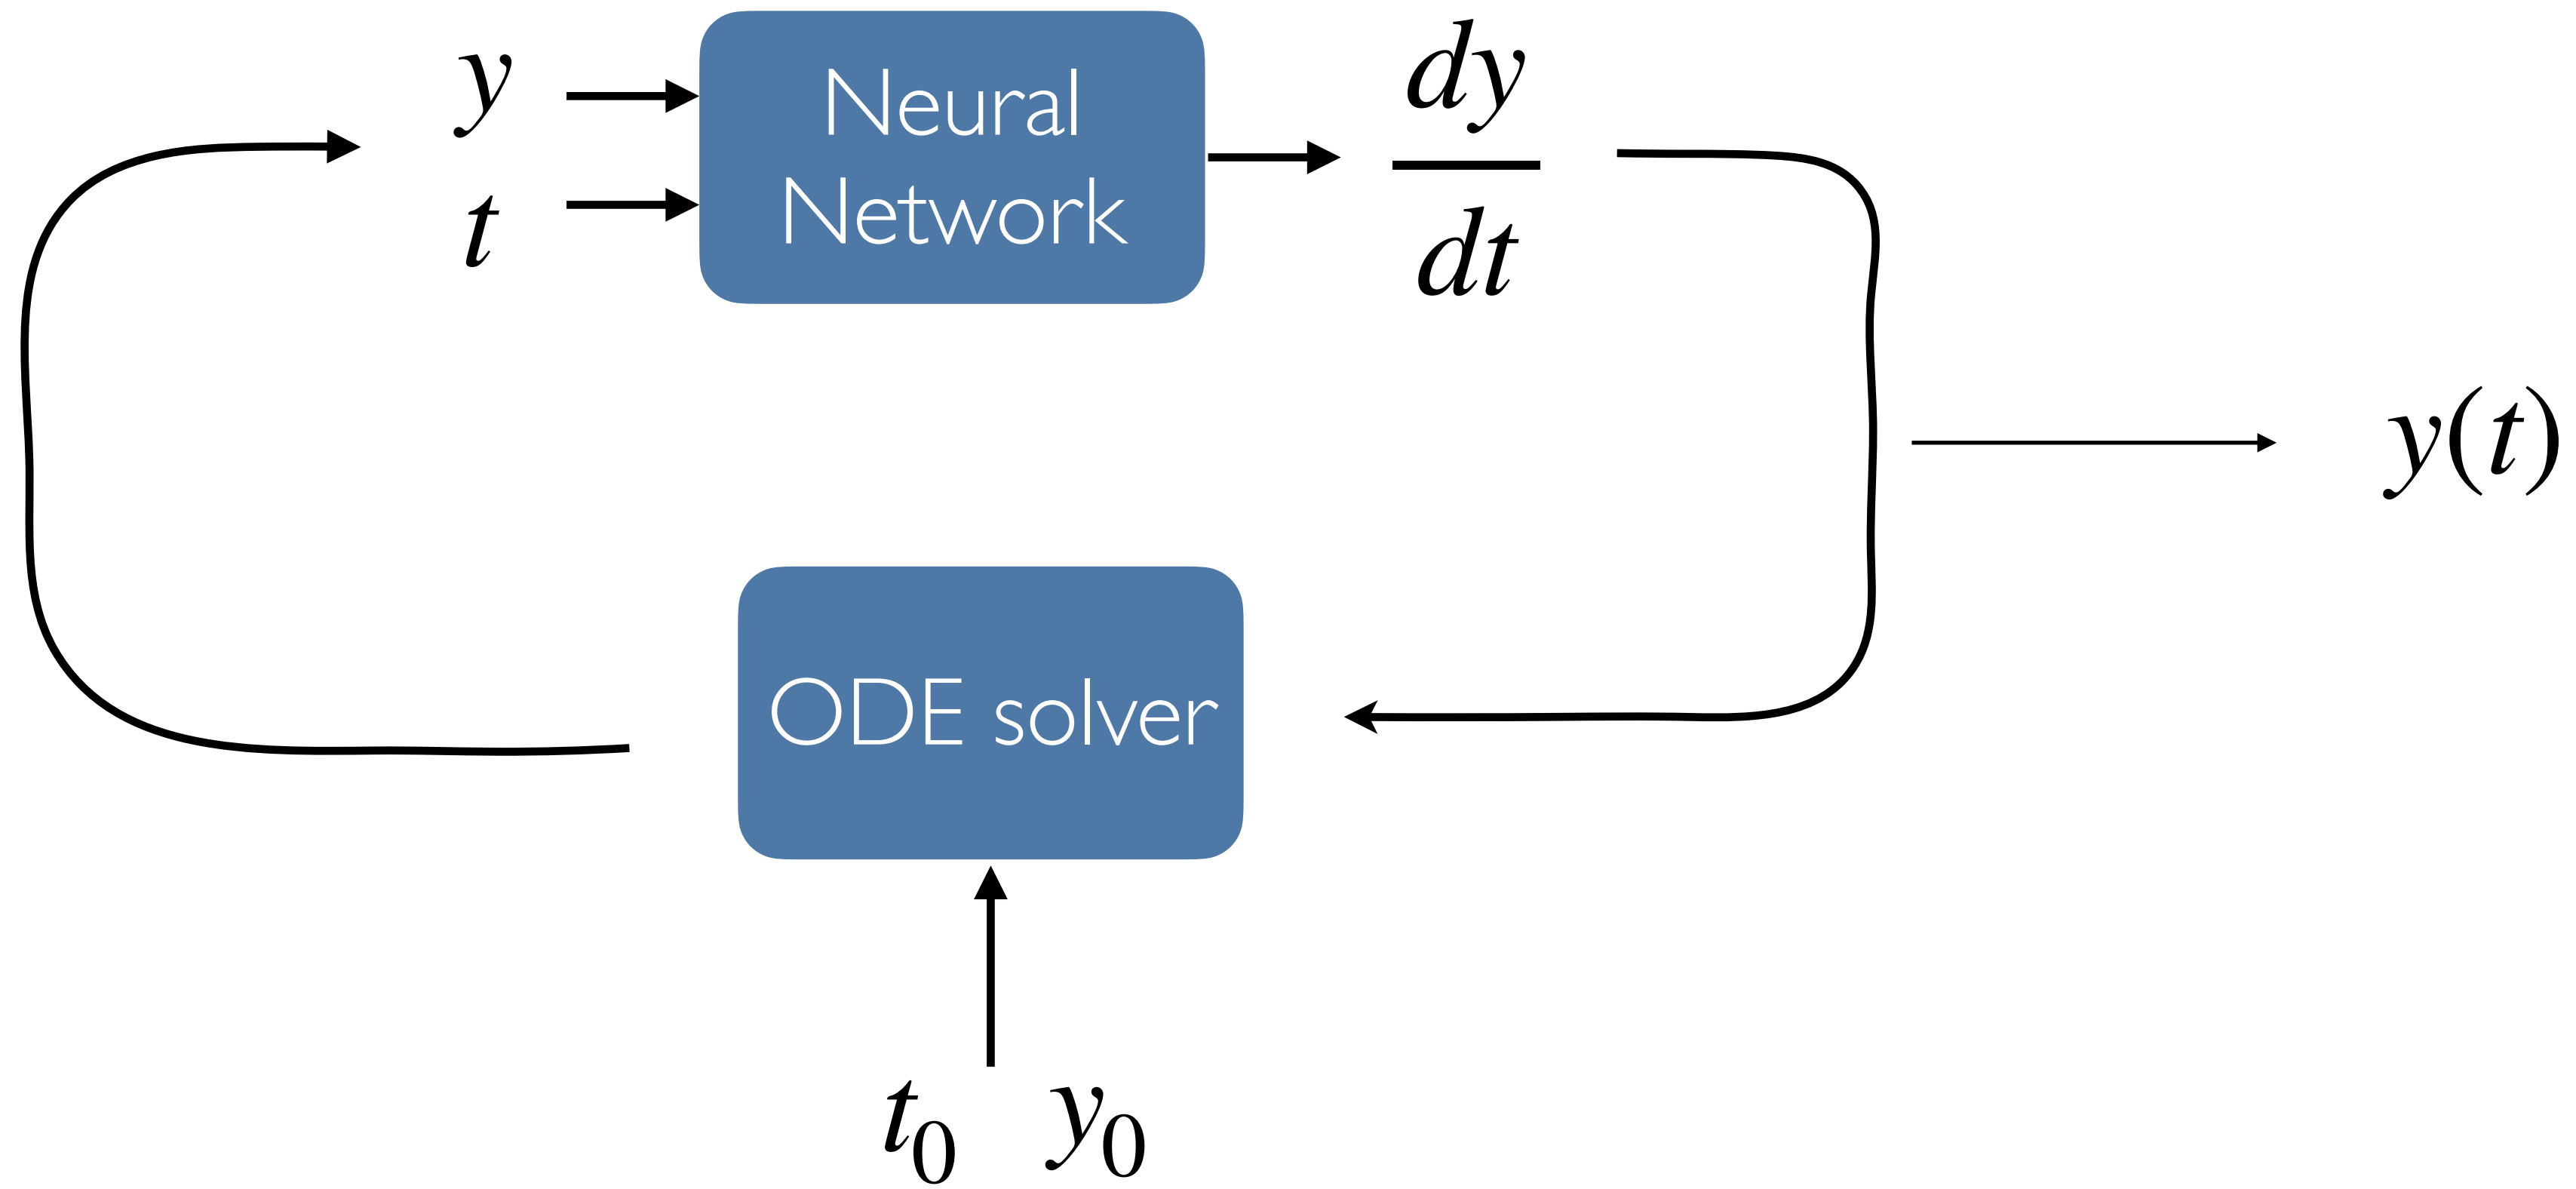 y
t
Neural
Network
dy
dt
y(t)
ODE solver
t₀ y₀